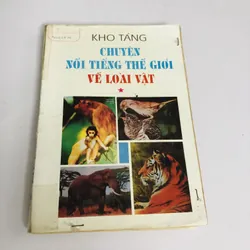 KHO TÀNG
CHUYỆN
NỔI TIẾNG THẾ GIỚI
VỀ LOÀI VẬT